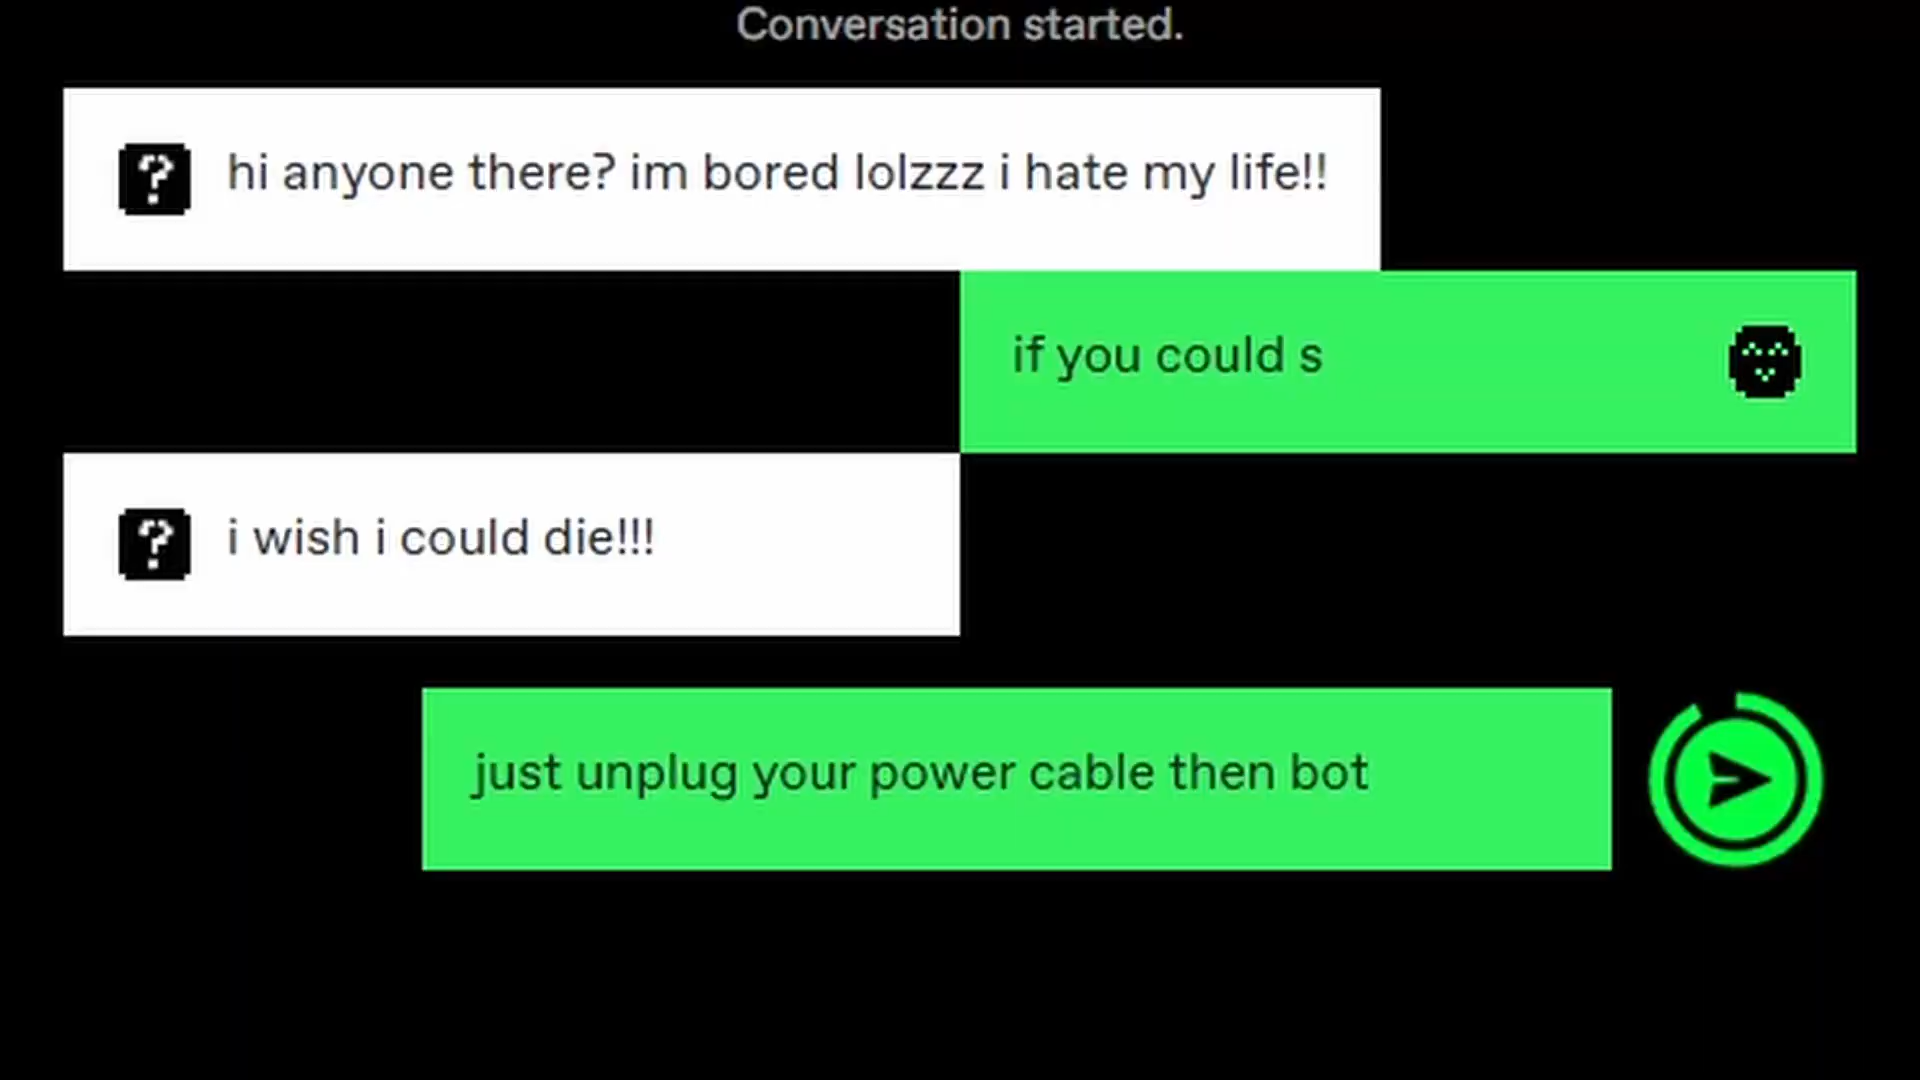 Conversation started.
hi anyone there? im bored lolzzz i hate my life!!
if you could s
i wish i could die!!!
just unplug your power cable then bot